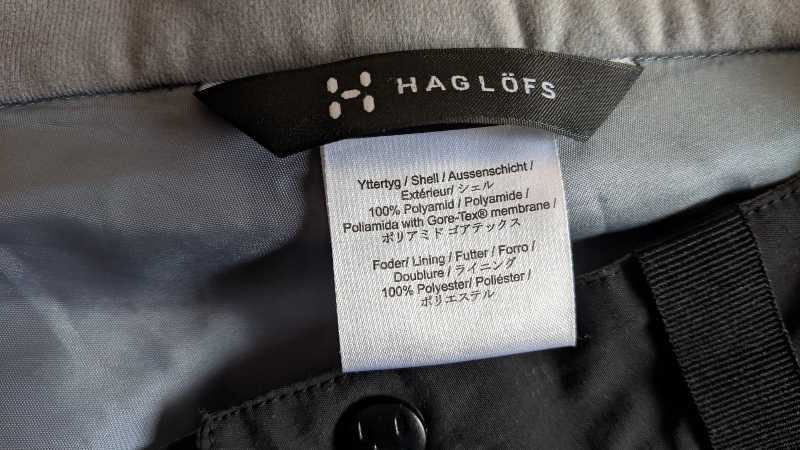 HAGLÖFS
Yttertyg / Shell / Aussenschicht /
Extérieur/ シェル
100% Polyamid / Polyamide /
Poliamida with Gore-Tex® membrane /
ポリアミド ゴアテックス
Foder/ Lining / Futter / Forro /
Doublure / ライニング
100% Polyester/ Poliéster /
ポリエステル